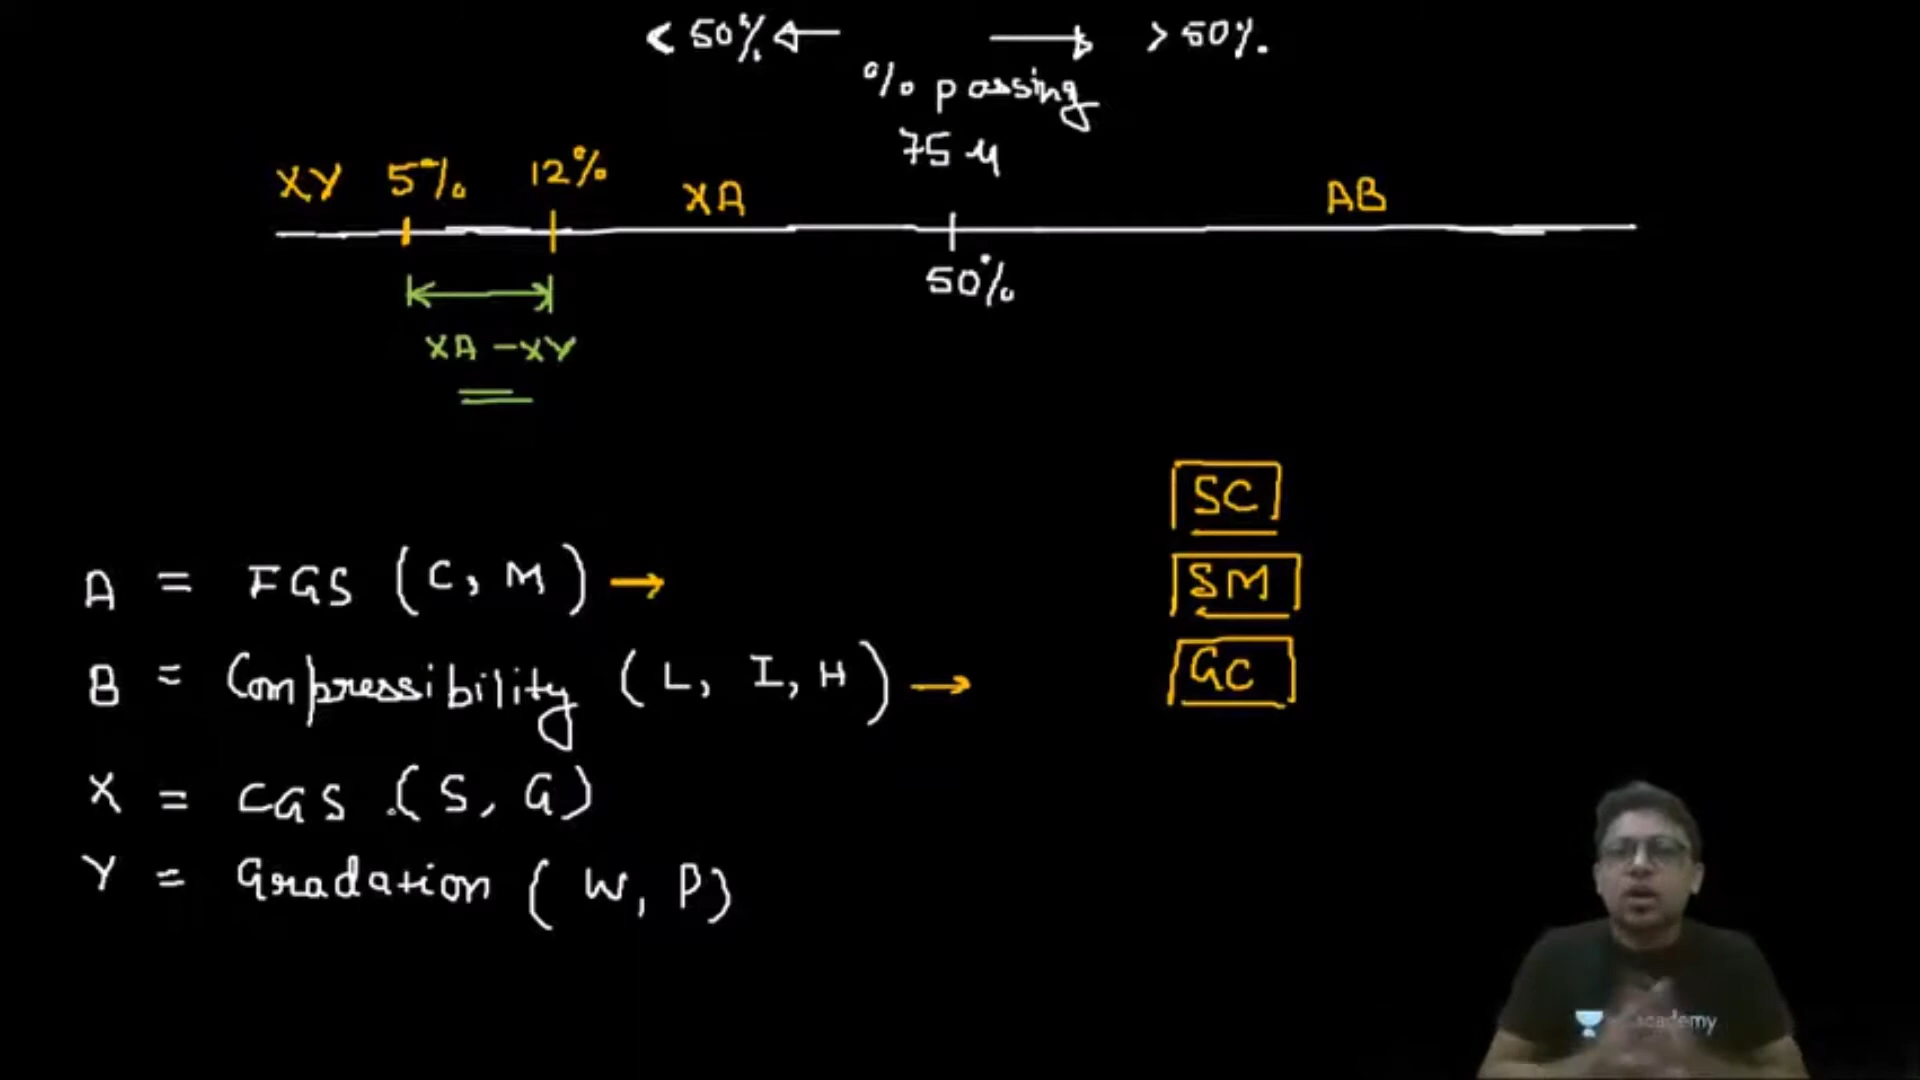 < 50% ← → > 50%.
% passing
75 μ
XY 5% 12% XA AB
50%
XA - XY
SC
SM
GC
A = FGS (C, M) →
B = Compressibility (L, I, H) →
X = CGS (S, G)
Y = Gradation (W, P)
academy